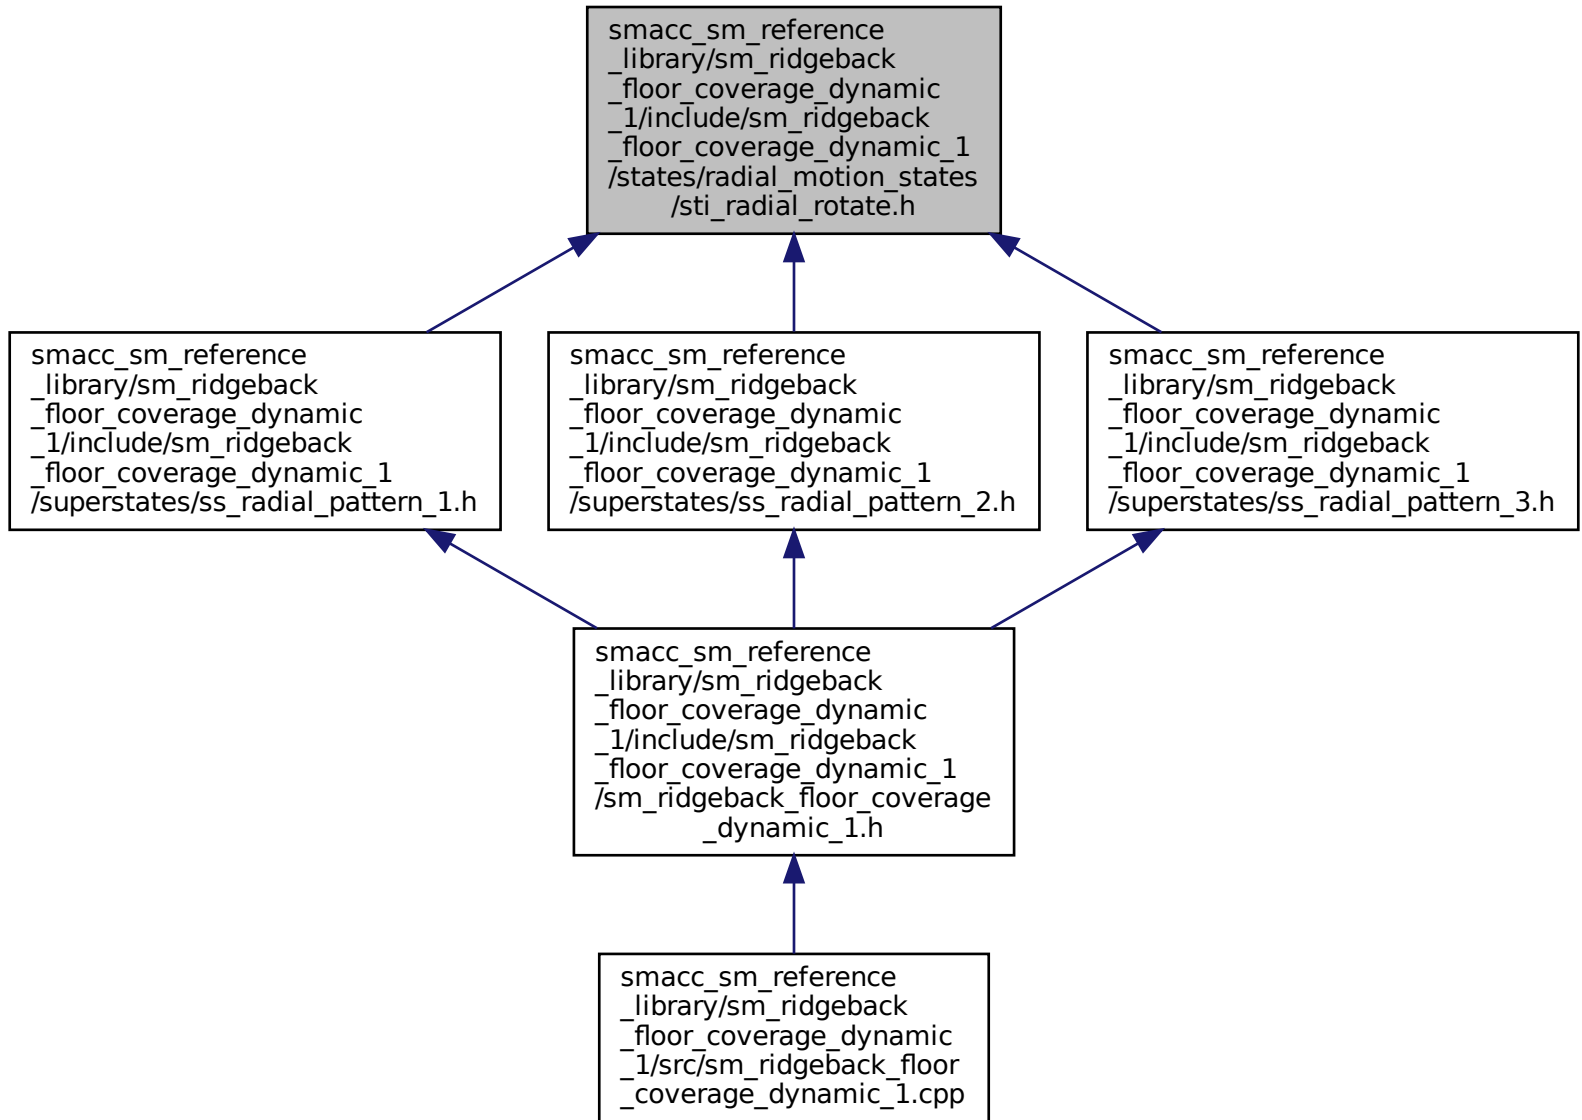 smacc_sm_reference
_library/sm_ridgeback
_floor_coverage_dynamic
_1/include/sm_ridgeback
_floor_coverage_dynamic_1
/states/radial_motion_states
/sti_radial_rotate.h
smacc_sm_reference
_library/sm_ridgeback
_floor_coverage_dynamic
_1/include/sm_ridgeback
_floor_coverage_dynamic_1
/superstates/ss_radial_pattern_1.h
smacc_sm_reference
_library/sm_ridgeback
_floor_coverage_dynamic
_1/include/sm_ridgeback
_floor_coverage_dynamic_1
/superstates/ss_radial_pattern_2.h
smacc_sm_reference
_library/sm_ridgeback
_floor_coverage_dynamic
_1/include/sm_ridgeback
_floor_coverage_dynamic_1
/superstates/ss_radial_pattern_3.h
smacc_sm_reference
_library/sm_ridgeback
_floor_coverage_dynamic
_1/include/sm_ridgeback
_floor_coverage_dynamic_1
/sm_ridgeback_floor_coverage
_dynamic_1.h
smacc_sm_reference
_library/sm_ridgeback
_floor_coverage_dynamic
_1/src/sm_ridgeback_floor
_coverage_dynamic_1.cpp